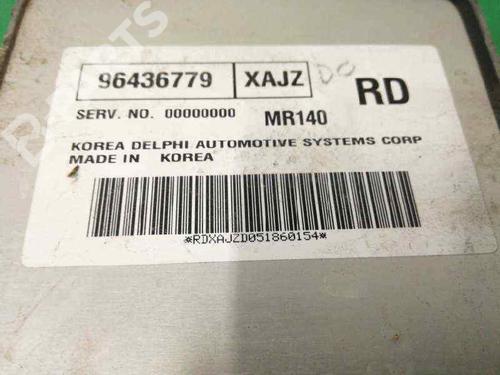 96436779 XAJZ DO RD
SERV. NO. 00000000 MR140
KOREA DELPHI AUTOMOTIVE SYSTEMS CORP
MADE IN KOREA
*RDXAJZD051860154*